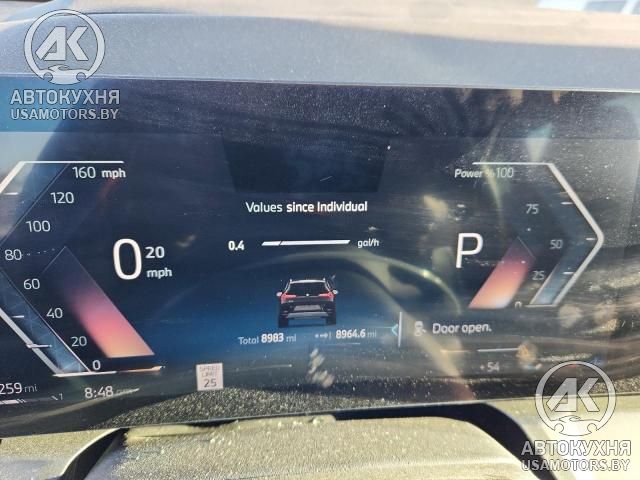 АК
АВТОКУХНЯ
USAMOTORS.BY
160 mph
120
100
80
60
40
20
0
0 20
mph
Values since Individual
0.4 gal/h
Total 8983 mi 8964.6 mi
Power % 100
75
50
25
0
P
Door open.
SPEED
LIMIT
25
259 mi
8:48
54
АК
АВТОКУХНЯ
USAMOTORS.BY